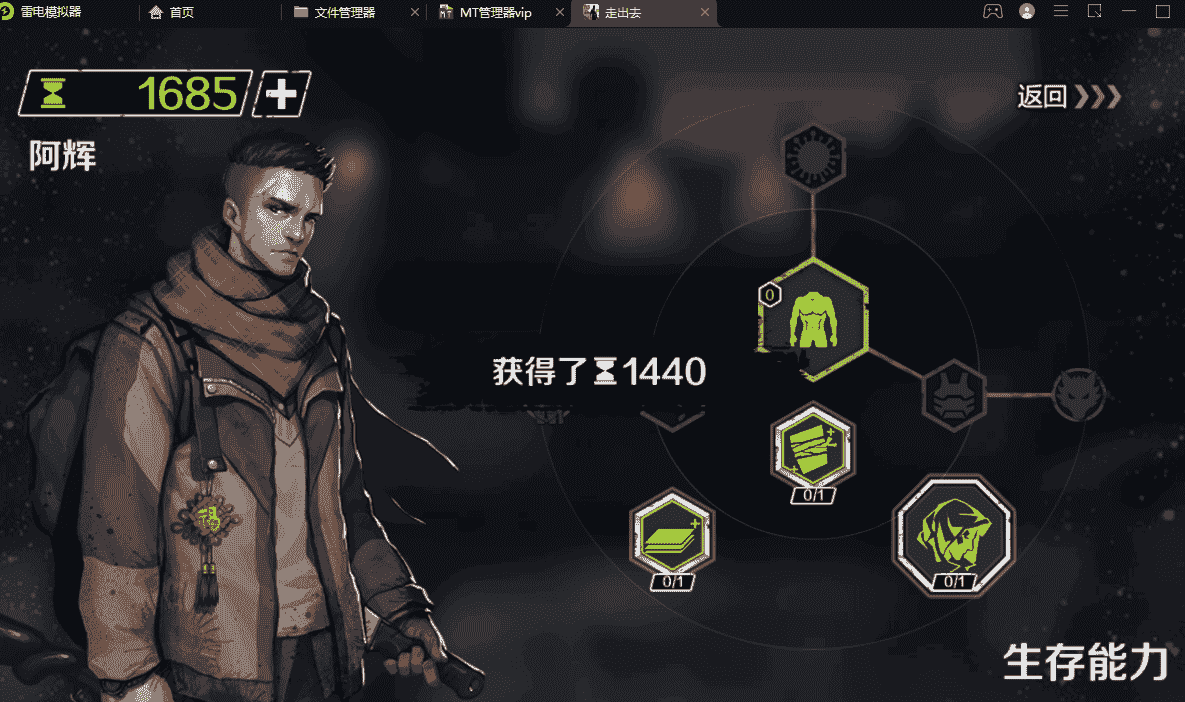 雷电模拟器
首页
文件管理器
MT管理器vip
走出去
1685
返回
阿辉
0
获得了1440
0/1
0/1
0/1
生存能力